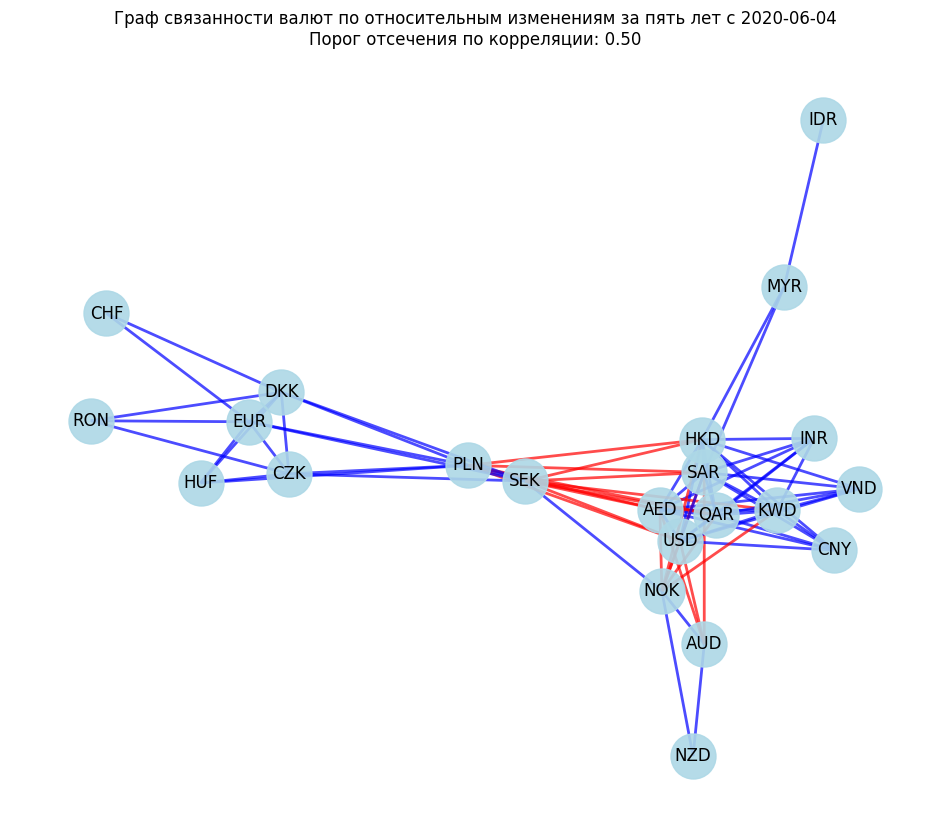 Граф связанности валют по относительным изменениям за пять лет с 2020-06-04
Порог отсечения по корреляции: 0.50
IDR
MYR
CHF
DKK
RON
EUR
HKD
INR
PLN
SAR
HUF
CZK
SEK
VND
AED
QAR
KWD
USD
CNY
NOK
AUD
NZD